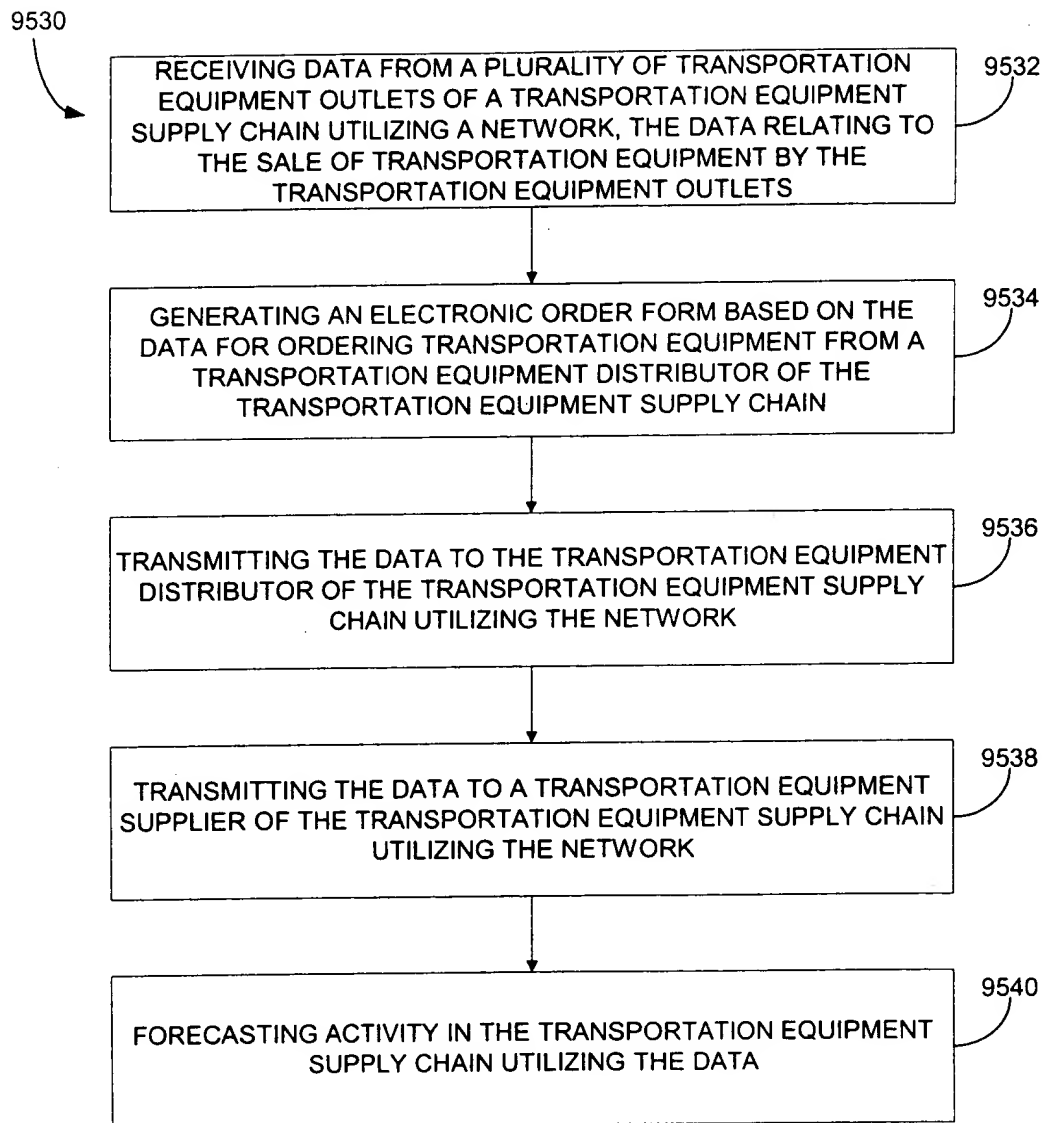 9530
RECEIVING DATA FROM A PLURALITY OF TRANSPORTATION
EQUIPMENT OUTLETS OF A TRANSPORTATION EQUIPMENT
SUPPLY CHAIN UTILIZING A NETWORK, THE DATA RELATING TO
THE SALE OF TRANSPORTATION EQUIPMENT BY THE
TRANSPORTATION EQUIPMENT OUTLETS
9532
GENERATING AN ELECTRONIC ORDER FORM BASED ON THE
DATA FOR ORDERING TRANSPORTATION EQUIPMENT FROM A
TRANSPORTATION EQUIPMENT DISTRIBUTOR OF THE
TRANSPORTATION EQUIPMENT SUPPLY CHAIN
9534
TRANSMITTING THE DATA TO THE TRANSPORTATION EQUIPMENT
DISTRIBUTOR OF THE TRANSPORTATION EQUIPMENT SUPPLY
CHAIN UTILIZING THE NETWORK
9536
TRANSMITTING THE DATA TO A TRANSPORTATION EQUIPMENT
SUPPLIER OF THE TRANSPORTATION EQUIPMENT SUPPLY CHAIN
UTILIZING THE NETWORK
9538
FORECASTING ACTIVITY IN THE TRANSPORTATION EQUIPMENT
SUPPLY CHAIN UTILIZING THE DATA
9540